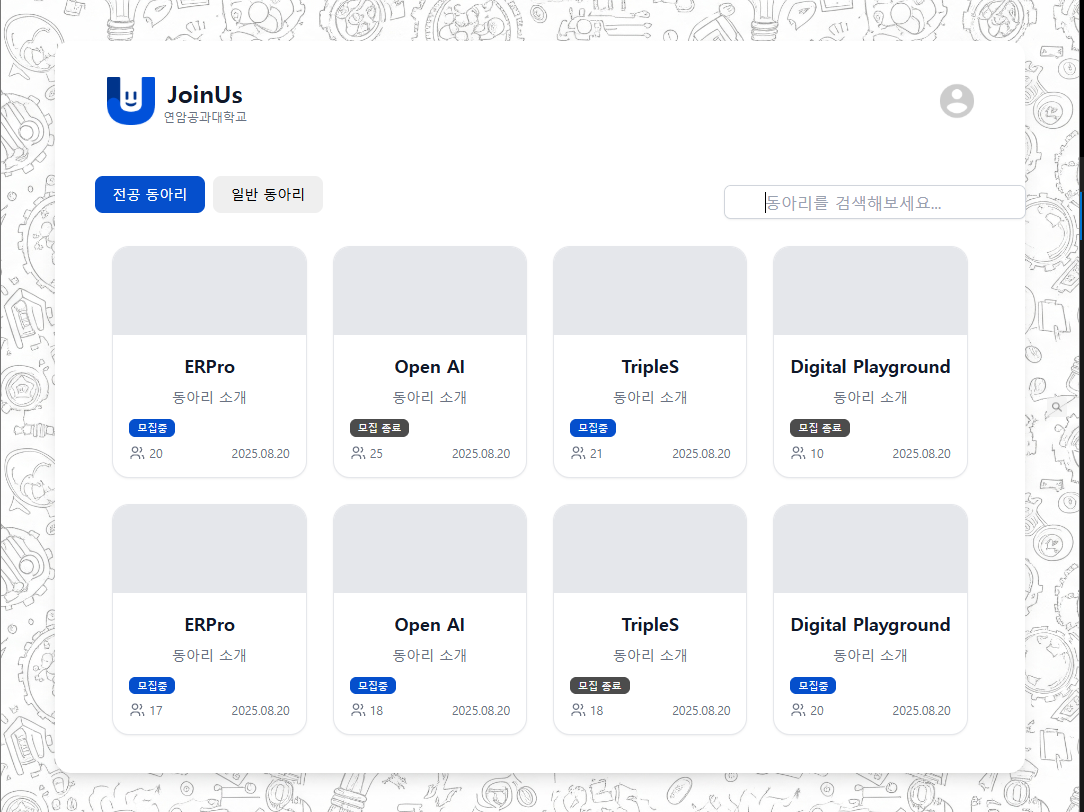 JoinUs
연암공과대학교
전공 동아리
일반 동아리
동아리를 검색해보세요...
ERPro
동아리 소개
모집중
20
2025.08.20
Open AI
동아리 소개
모집 종료
25
2025.08.20
TripleS
동아리 소개
모집중
21
2025.08.20
Digital Playground
동아리 소개
모집 종료
10
2025.08.20
ERPro
동아리 소개
모집중
17
2025.08.20
Open AI
동아리 소개
모집중
18
2025.08.20
TripleS
동아리 소개
모집 종료
18
2025.08.20
Digital Playground
동아리 소개
모집중
20
2025.08.20